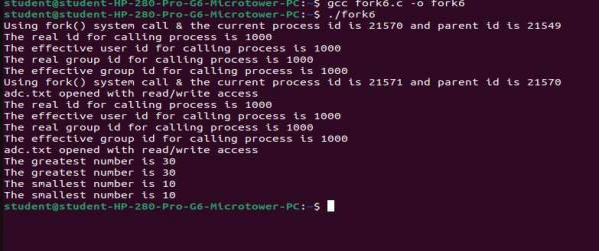 student@student-HP-280-Pro-G6-Microtower-PC:~$ gcc fork6.c -o fork6
student@student-HP-280-Pro-G6-Microtower-PC:~$ ./fork6
Using fork() system call & the current process id is 21570 and parent id is 21549
The real id for calling process is 1000
The effective user id for calling process is 1000
The real group id for calling process is 1000
The effective group id for calling process is 1000
Using fork() system call & the current process id is 21571 and parent id is 21570
adc.txt opened with read/write access
The real id for calling process is 1000
The effective user id for calling process is 1000
The real group id for calling process is 1000
The effective group id for calling process is 1000
adc.txt opened with read/write access
The greatest number is 30
The greatest number is 30
The smallest number is 10
The smallest number is 10
student@student-HP-280-Pro-G6-Microtower-PC:~$